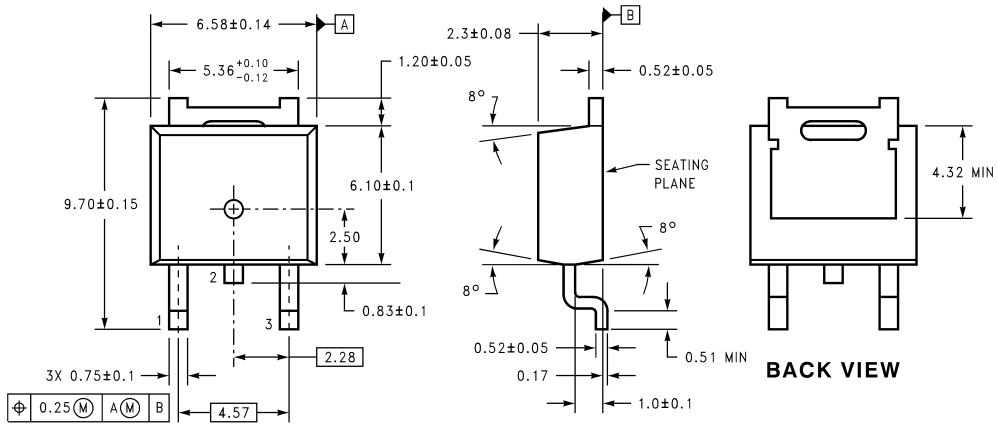 6.58±0.14
A
5.36 +0.10 -0.12
1.20±0.05
9.70±0.15
6.10±0.1
2.50
2
0.83±0.1
1
3
2.28
3X 0.75±0.1
⌖ 0.25 Ⓜ A Ⓜ B
4.57
B
2.3±0.08
0.52±0.05
8°
SEATING
PLANE
8°
8°
0.52±0.05
0.51 MIN
0.17
1.0±0.1
4.32 MIN
BACK VIEW